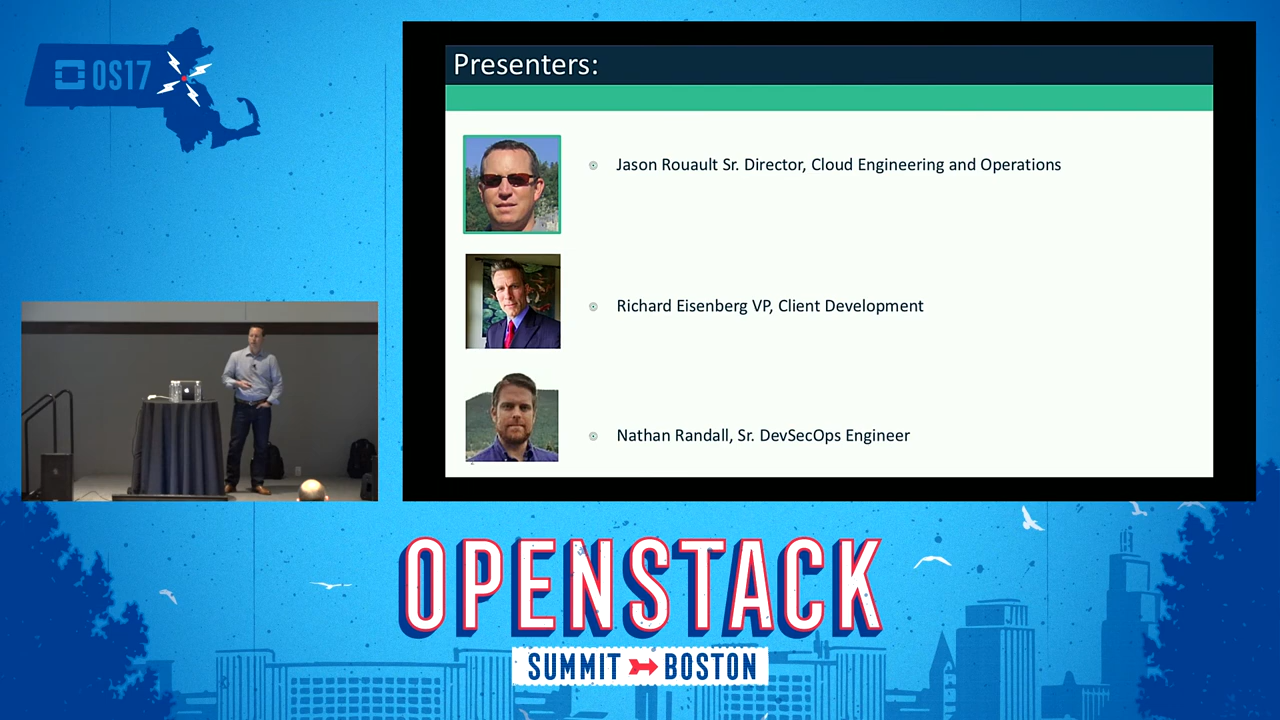 OS17
Presenters:
Jason Rouault Sr. Director, Cloud Engineering and Operations
Richard Eisenberg VP, Client Development
Nathan Randall, Sr. DevSecOps Engineer
OPENSTACK
SUMMIT BOSTON